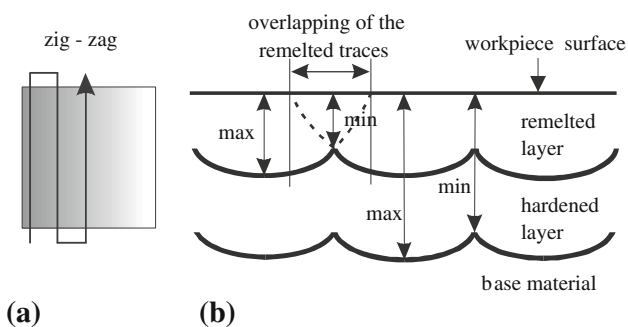 zig - zag
(a)
overlapping of the
remelted traces
workpiece surface
max
min
remelted
layer
max
min
hardened
layer
base material
(b)